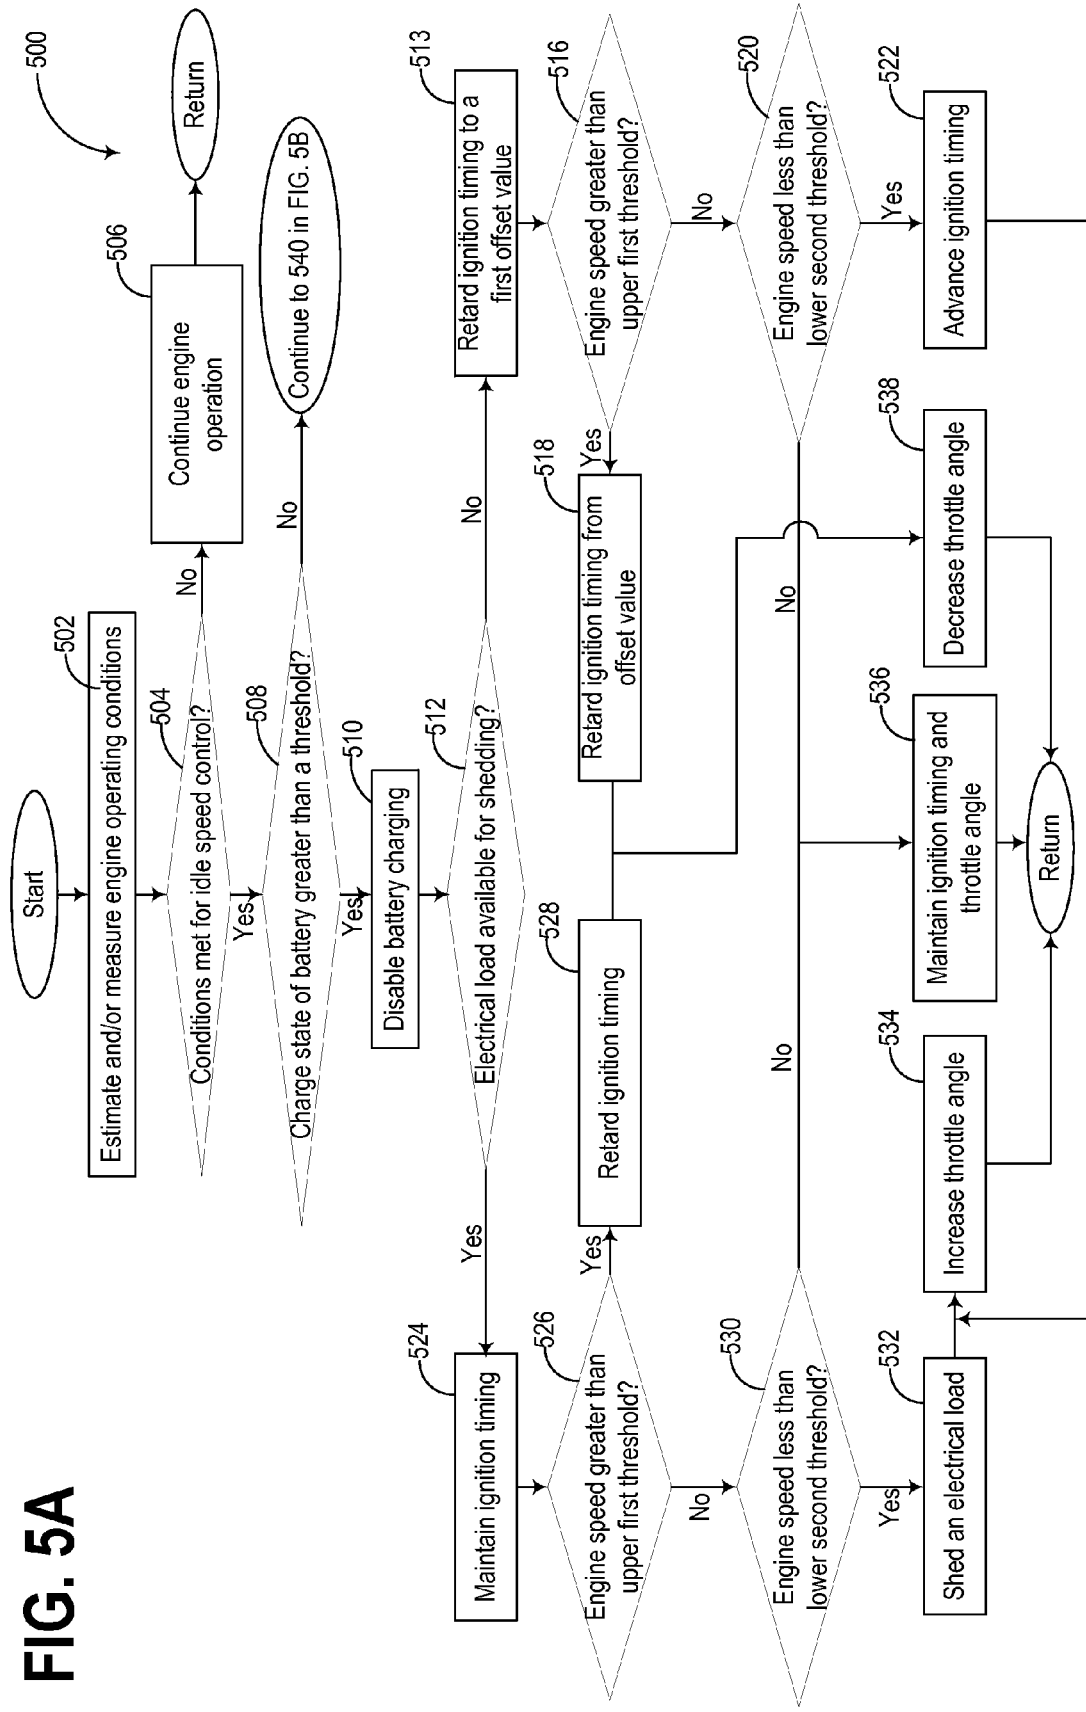 FIG. 5A
500
Start
Estimate and/or measure engine operating conditions
502
Conditions met for idle speed control?
504
No
Continue engine
operation
506
Return
Yes
Charge state of battery greater than a threshold?
508
No
Continue to 540 in FIG. 5B
Yes
Disable battery charging
510
Electrical load available for shedding?
512
Yes
No
Maintain ignition timing
524
Retard ignition timing to a
first offset value
513
Engine speed greater than
upper first threshold?
526
Yes
Retard ignition timing
528
Retard ignition timing from
offset value
518
Yes
Engine speed greater than
upper first threshold?
516
No
No
Engine speed less than
lower second threshold?
530
No
No
Engine speed less than
lower second threshold?
520
Yes
Yes
Shed an electrical load
532
Increase throttle angle
534
Maintain ignition timing and
throttle angle
536
Decrease throttle angle
538
Advance ignition timing
522
Return